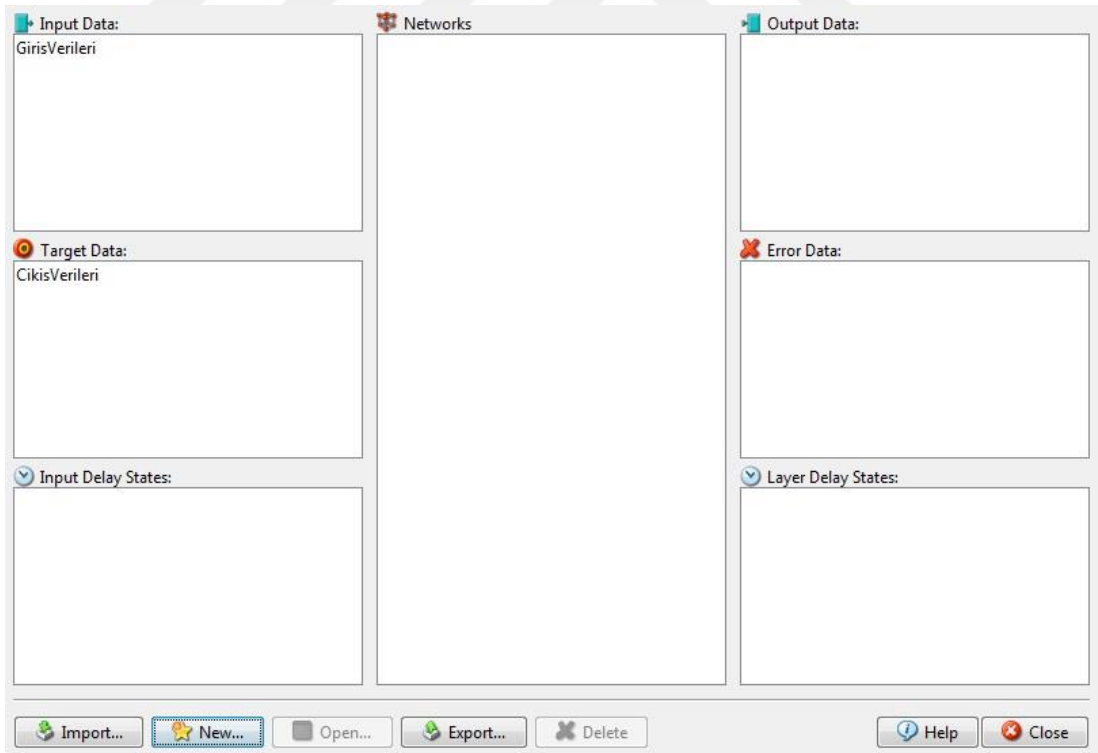 Input Data:
GirisVerileri
Target Data:
CikisVerileri
Input Delay States:
Networks
Output Data:
Error Data:
Layer Delay States:
Import...
New...
Open...
Export...
Delete
Help
Close